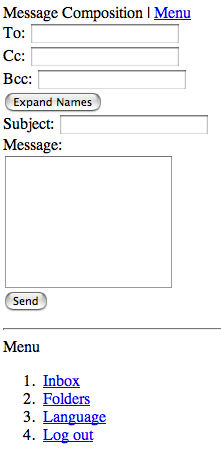 Message Composition | Menu
To:
Cc:
Bcc:
Expand Names
Subject:
Message:
Send
Menu
1. Inbox
2. Folders
3. Language
4. Log out